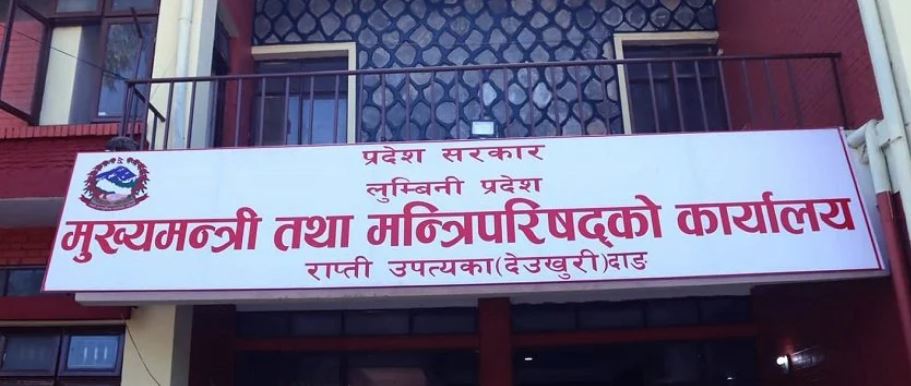 प्रदेश सरकार
लुम्बिनी प्रदेश
मुख्यमन्त्री तथा मन्त्रिपरिषद्को कार्यालय
राप्ती उपत्यका(देउखुरी)दाङ